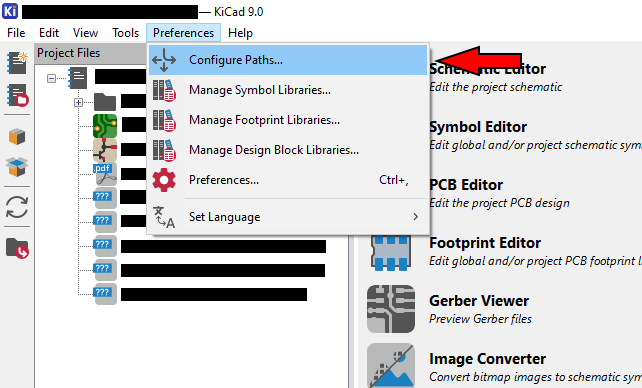 Ki — KiCad 9.0
File Edit View Tools Preferences Help
Project Files
Configure Paths...
Manage Symbol Libraries...
Manage Footprint Libraries...
Manage Design Block Libraries...
Preferences... Ctrl+,
Set Language
.pdf
???
???
???
???
???
Schematic Editor
Edit the project schematic
Symbol Editor
Edit global and/or project schematic sym
PCB Editor
Edit the project PCB design
Footprint Editor
Edit global and/or project PCB footprint l
Gerber Viewer
Preview Gerber files
Image Converter
Convert bitmap images to schematic sym